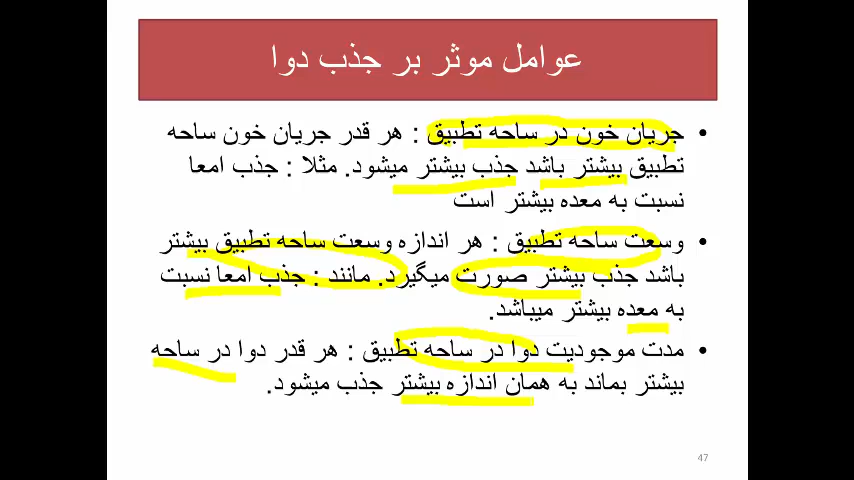 عوامل موثر بر جذب دوا
• جریان خون در ساحه تطبیق : هر قدر جریان خون ساحه
تطبیق بیشتر باشد جذب بیشتر میشود. مثلا : جذب امعا
نسبت به معده بیشتر است
• وسعت ساحه تطبیق : هر اندازه وسعت ساحه تطبیق بیشتر
باشد جذب بیشتر صورت میگیرد. مانند : جذب امعا نسبت
به معده بیشتر میباشد.
• مدت موجودیت دوا در ساحه تطبیق : هر قدر دوا در ساحه
بیشتر بماند به همان اندازه بیشتر جذب میشود.
47